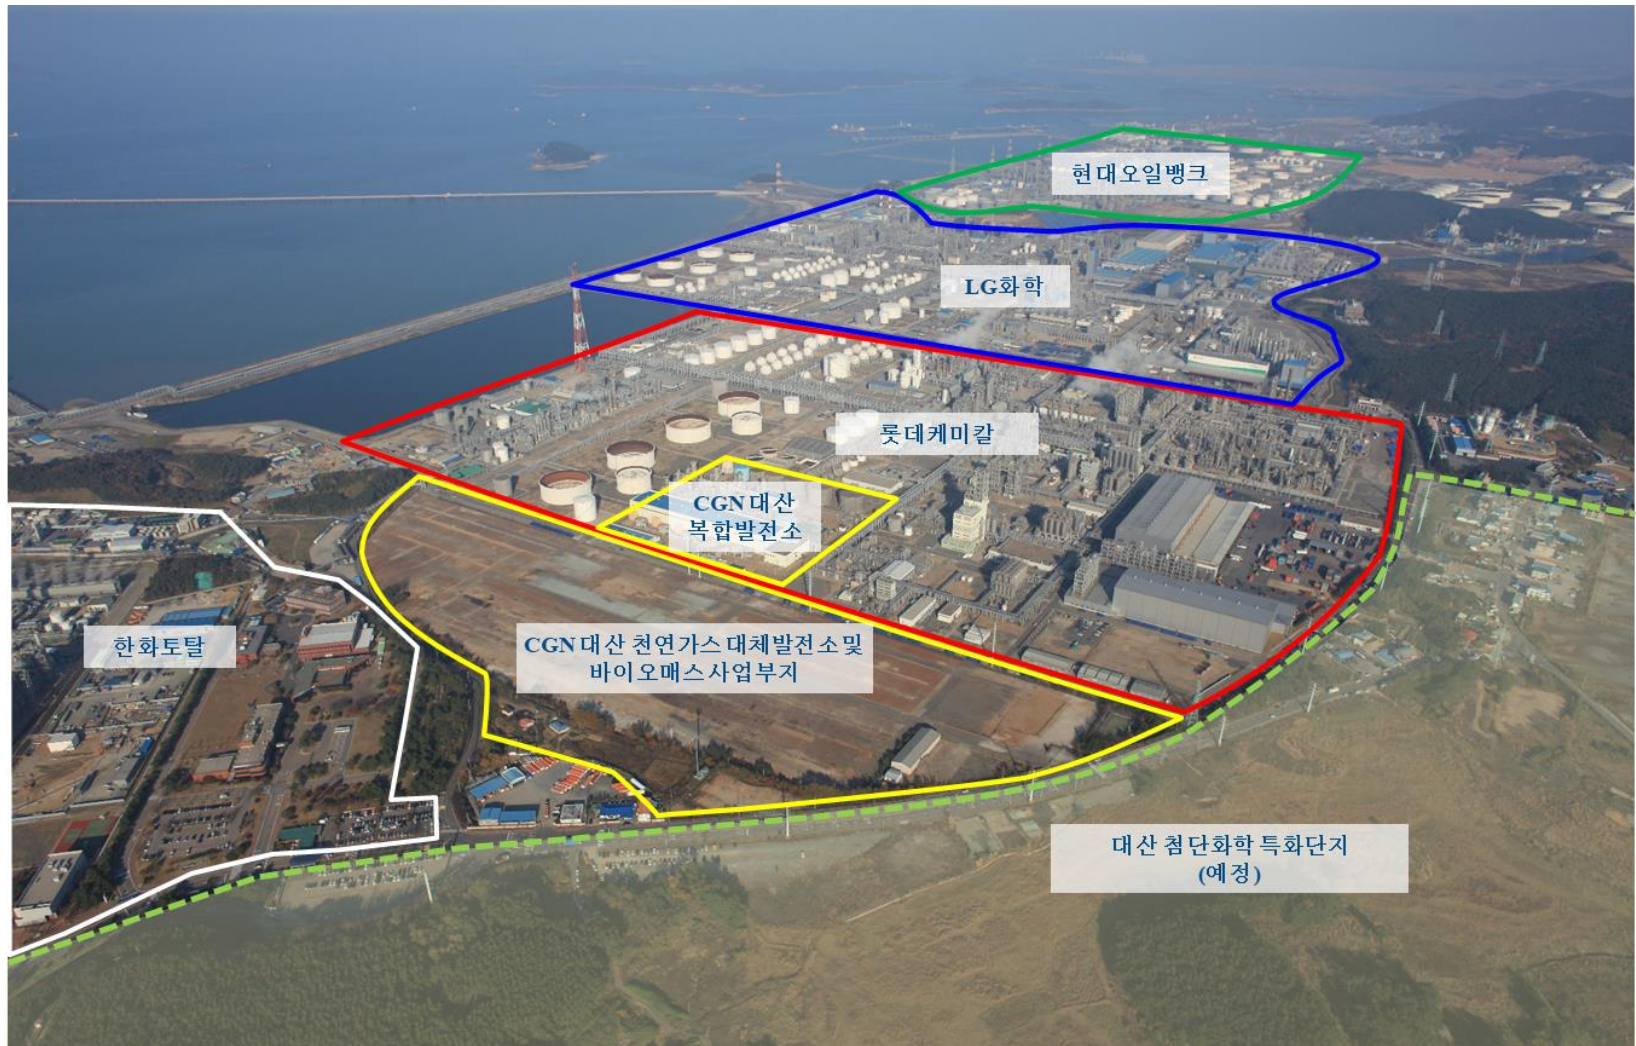 현대오일뱅크
LG화학
롯데케미칼
CGN 대산
복합발전소
CGN 대산 천연가스 대체발전소 및
바이오매스 사업부지
한화토탈
대산 첨단화학 특화단지
(예정)